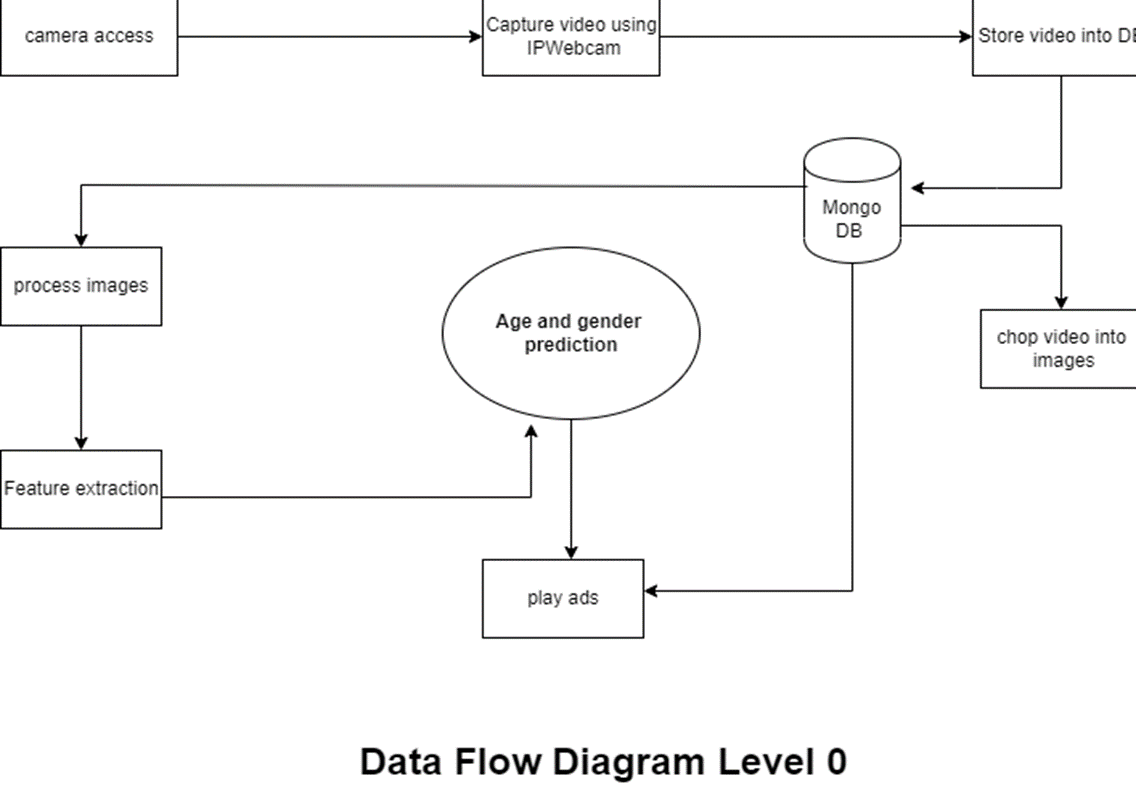 camera access
Capture video using
IPWebcam
Store video into DB
Mongo
DB
process images
Age and gender
prediction
chop video into
images
Feature extraction
play ads
Data Flow Diagram Level 0